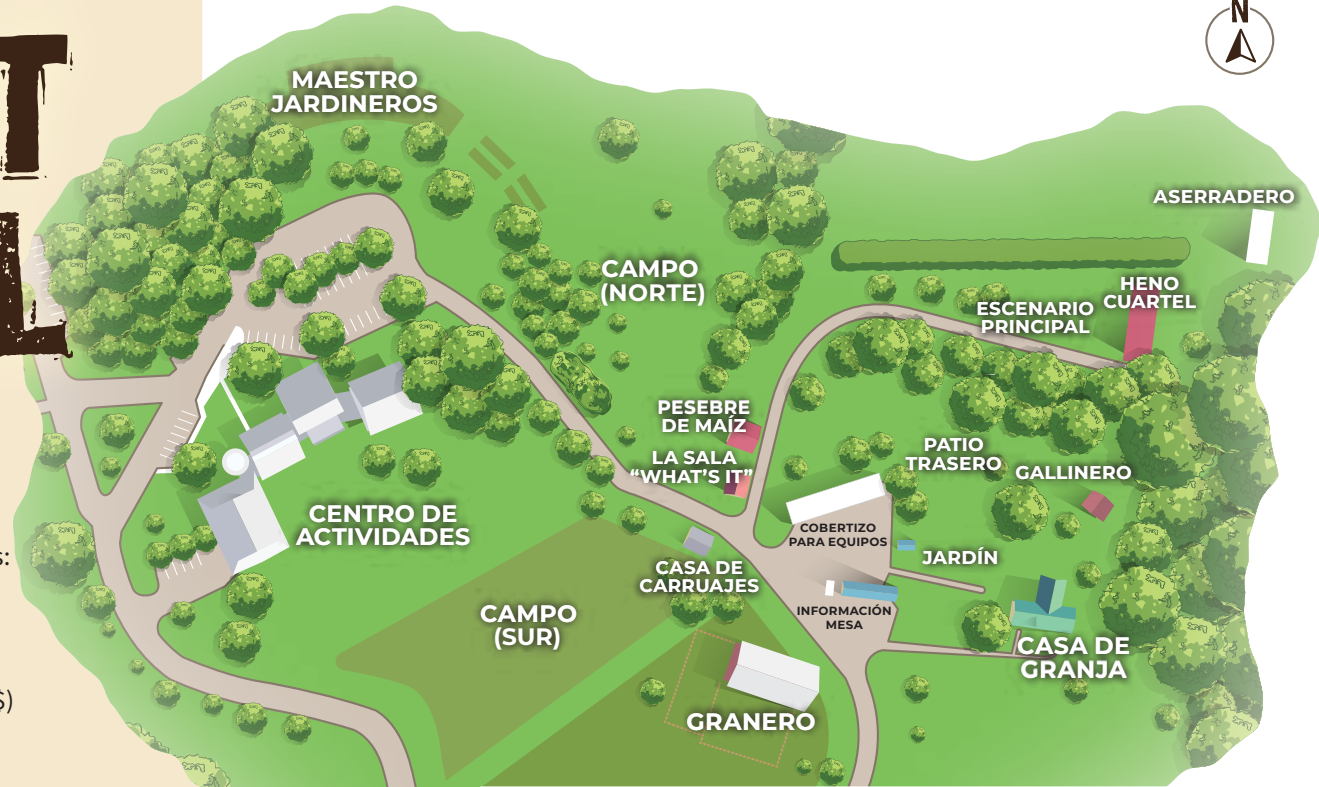 T
L
s:
$)
N
MAESTRO
JARDINEROS
ASERRADERO
CAMPO
(NORTE)
HENO
CUARTEL
ESCENARIO
PRINCIPAL
PESEBRE
DE MAÍZ
LA SALA
“WHAT’S IT”
PATIO
TRASERO
GALLINERO
CENTRO DE
ACTIVIDADES
COBERTIZO
PARA EQUIPOS
JARDÍN
CASA DE
CARRUAJES
CAMPO
(SUR)
INFORMACIÓN
MESA
CASA DE
GRANJA
GRANERO